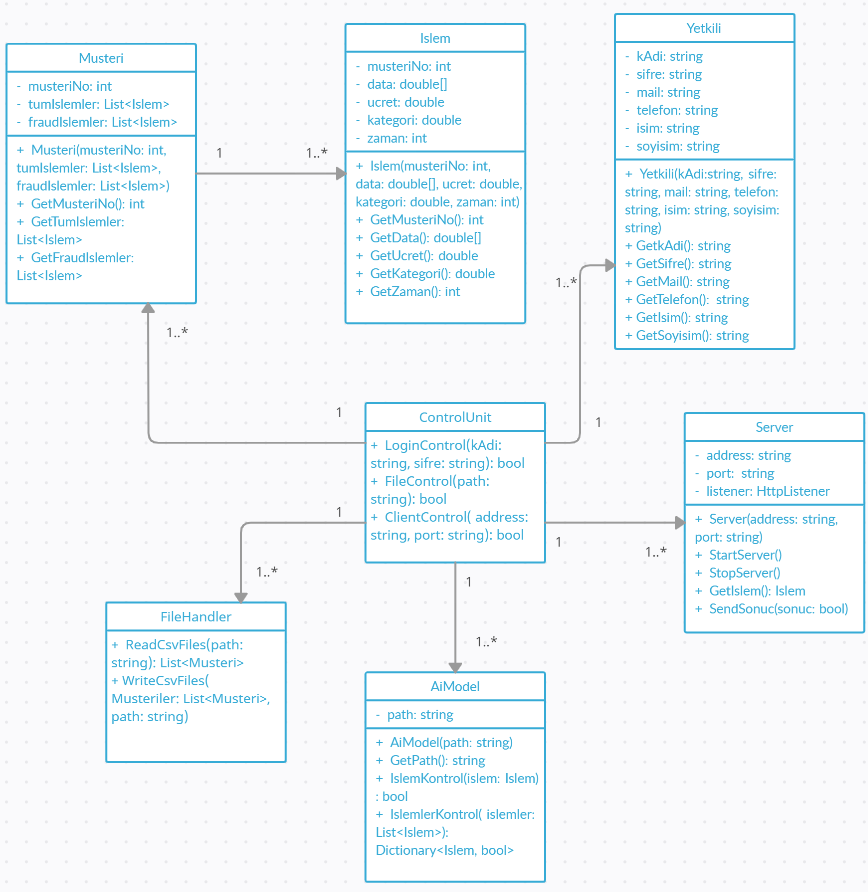 Musteri
- musteriNo: int
- tumIslemler: List<Islem>
- fraudIslemler: List<Islem>
+ Musteri(musteriNo: int,
tumIslemler: List<Islem>,
fraudIslemler: List<Islem>)
+ GetMusteriNo(): int
+ GetTumIslemler:
List<Islem>
+ GetFraudIslemler:
List<Islem>
1
1..*
Islem
- musteriNo: int
- data: double[]
- ucret: double
- kategori: double
- zaman: int
+ Islem(musteriNo: int,
data: double[], ucret: double,
kategori: double, zaman: int)
+ GetMusteriNo(): int
+ GetData(): double[]
+ GetUcret(): double
+ GetKategori(): double
+ GetZaman(): int
Yetkili
- kAdi: string
- sifre: string
- mail: string
- telefon: string
- isim: string
- soyisim: string
+ Yetkili(kAdi:string, sifre:
string, mail: string, telefon:
string, isim: string, soyisim:
string)
+ GetkAdi(): string
+ GetSifre(): string
+ GetMail(): string
+ GetTelefon(): string
+ GetIsim(): string
+ GetSoyisim(): string
1..*
1..*
1
1
ControlUnit
+ LoginControl(kAdi:
string, sifre: string): bool
+ FileControl(path:
string): bool
+ ClientControl( address:
string, port: string): bool
Server
- address: string
- port: string
- listener: HttpListener
+ Server(address: string,
port: string)
+ StartServer()
+ StopServer()
+ GetIslem(): Islem
+ SendSonuc(sonuc: bool)
1
1..*
1
1..*
1
1..*
FileHandler
+ ReadCsvFiles(path:
string): List<Musteri>
+ WriteCsvFiles(
Musteriler: List<Musteri>,
path: string)
AiModel
- path: string
+ AiModel(path: string)
+ GetPath(): string
+ IslemKontrol(islem: Islem)
: bool
+ IslemlerKontrol( islemler:
List<Islem>):
Dictionary<Islem, bool>